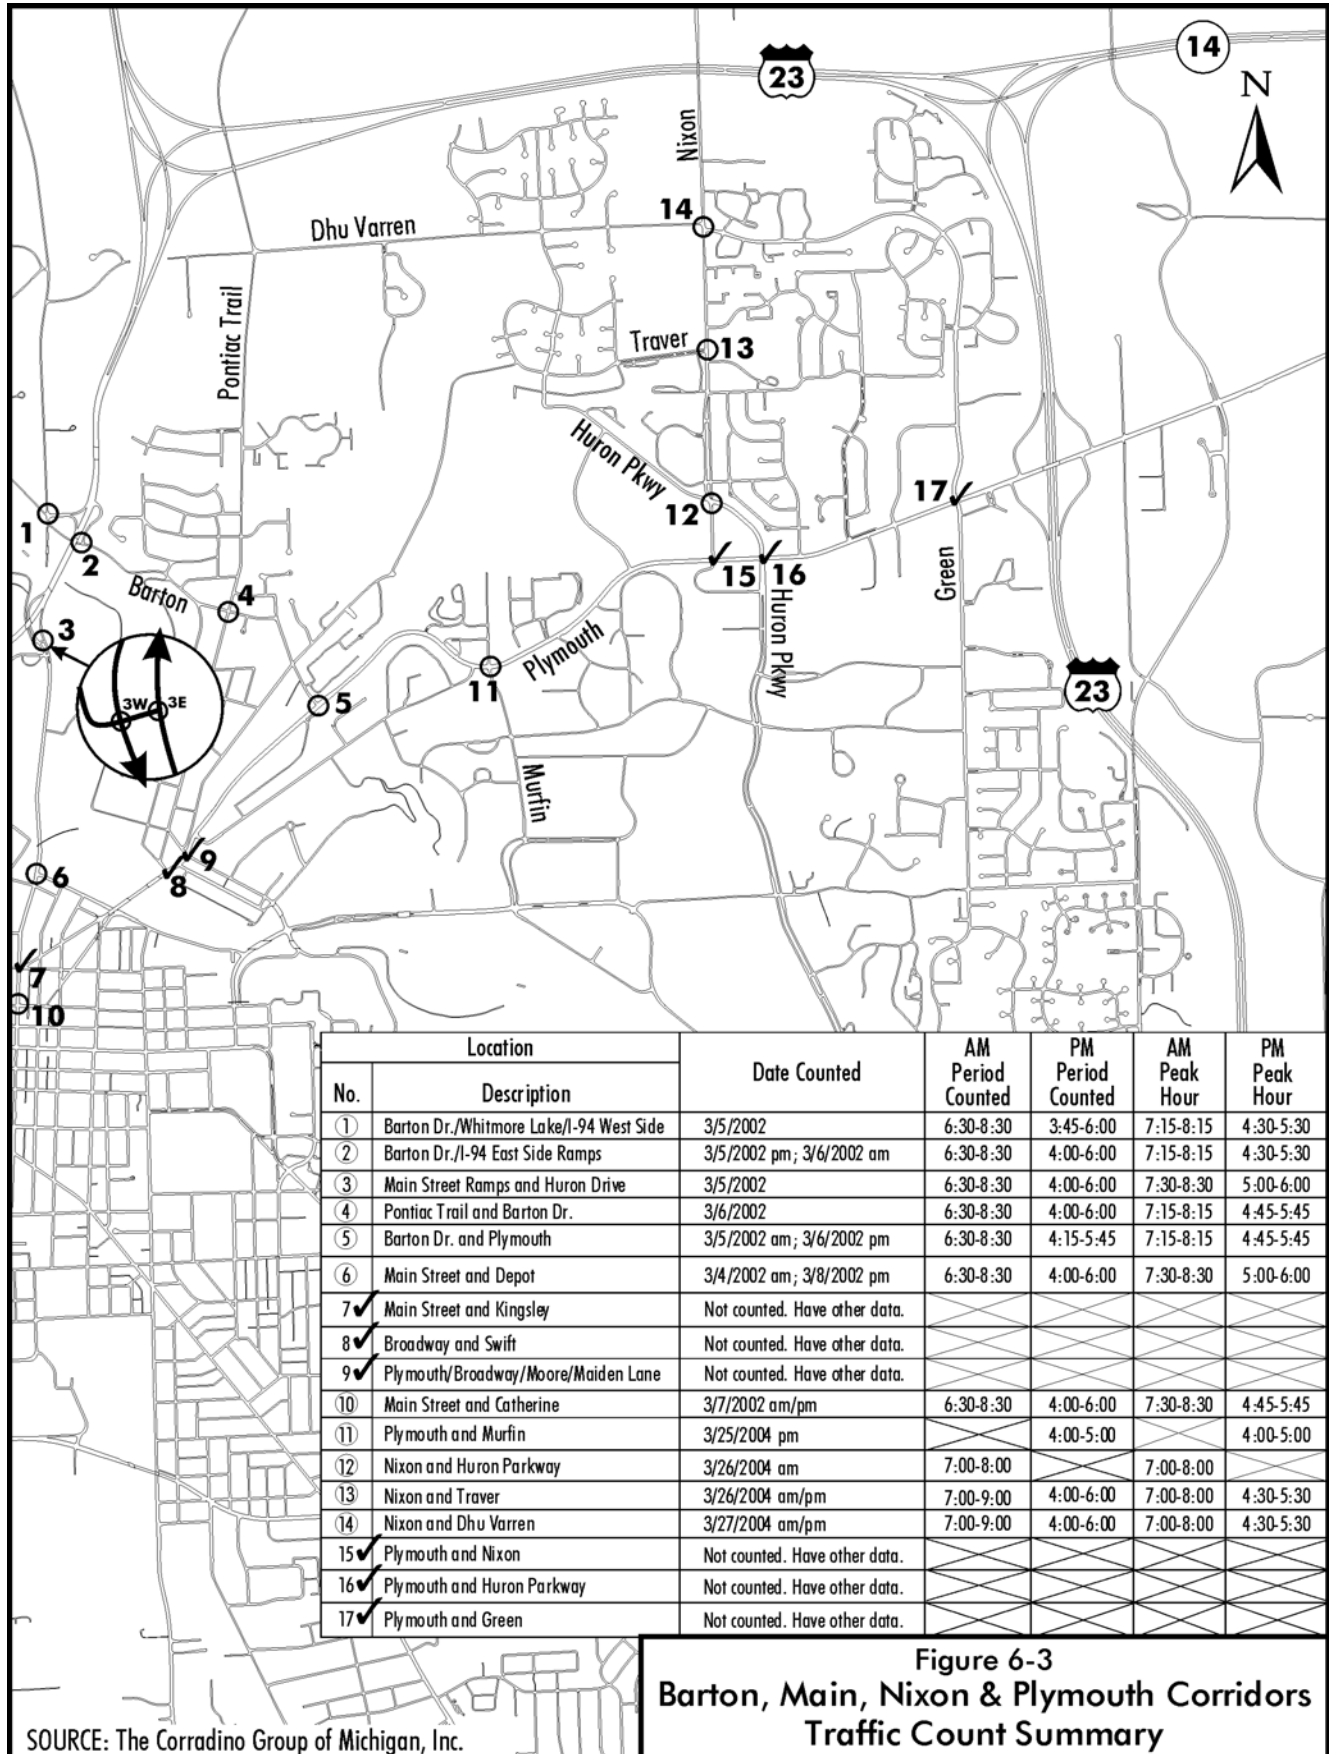 14
23
N
Nixon
14
Dhu Varren
Pontiac Trail
Traver
13
Huron Pkwy
12
17
1
2
15
16
Green
Barton
4
Huron Pkwy
3
Plymouth
11
23
3W
3E
5
Murfin
9
8
6
7
10
Location
No.
Description
Date Counted
AM Period Counted
PM Period Counted
AM Peak Hour
PM Peak Hour
1 Barton Dr./Whitmore Lake/I-94 West Side 3/5/2002 6:30-8:30 3:45-6:00 7:15-8:15 4:30-5:30
2 Barton Dr./I-94 East Side Ramps 3/5/2002 pm; 3/6/2002 am 6:30-8:30 4:00-6:00 7:15-8:15 4:30-5:30
3 Main Street Ramps and Huron Drive 3/5/2002 6:30-8:30 4:00-6:00 7:30-8:30 5:00-6:00
4 Pontiac Trail and Barton Dr. 3/6/2002 6:30-8:30 4:00-6:00 7:15-8:15 4:45-5:45
5 Barton Dr. and Plymouth 3/5/2002 am; 3/6/2002 pm 6:30-8:30 4:15-5:45 7:15-8:15 4:45-5:45
6 Main Street and Depot 3/4/2002 am; 3/8/2002 pm 6:30-8:30 4:00-6:00 7:30-8:30 5:00-6:00
7 ✓ Main Street and Kingsley Not counted. Have other data.
8 ✓ Broadway and Swift Not counted. Have other data.
9 ✓ Plymouth/Broadway/Moore/Maiden Lane Not counted. Have other data.
10 Main Street and Catherine 3/7/2002 am/pm 6:30-8:30 4:00-6:00 7:30-8:30 4:45-5:45
11 Plymouth and Murfin 3/25/2004 pm 4:00-5:00 4:00-5:00
12 Nixon and Huron Parkway 3/26/2004 am 7:00-8:00 7:00-8:00
13 Nixon and Traver 3/26/2004 am/pm 7:00-9:00 4:00-6:00 7:00-8:00 4:30-5:30
14 Nixon and Dhu Varren 3/27/2004 am/pm 7:00-9:00 4:00-6:00 7:00-8:00 4:30-5:30
15 ✓ Plymouth and Nixon Not counted. Have other data.
16 ✓ Plymouth and Huron Parkway Not counted. Have other data.
17 ✓ Plymouth and Green Not counted. Have other data.
Figure 6-3
Barton, Main, Nixon & Plymouth Corridors
Traffic Count Summary
SOURCE: The Corradino Group of Michigan, Inc.